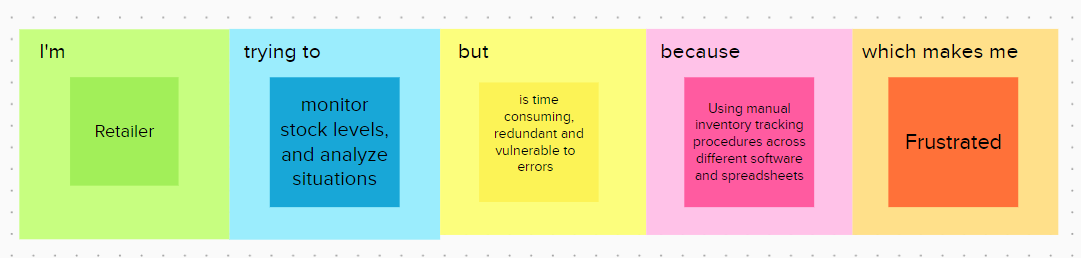 I'm
Retailer
trying to
monitor
stock levels,
and analyze
situations
but
is time
consuming,
redundant and
vulnerable to
errors
because
Using manual
inventory tracking
procedures across
different software
and spreadsheets
which makes me
Frustrated